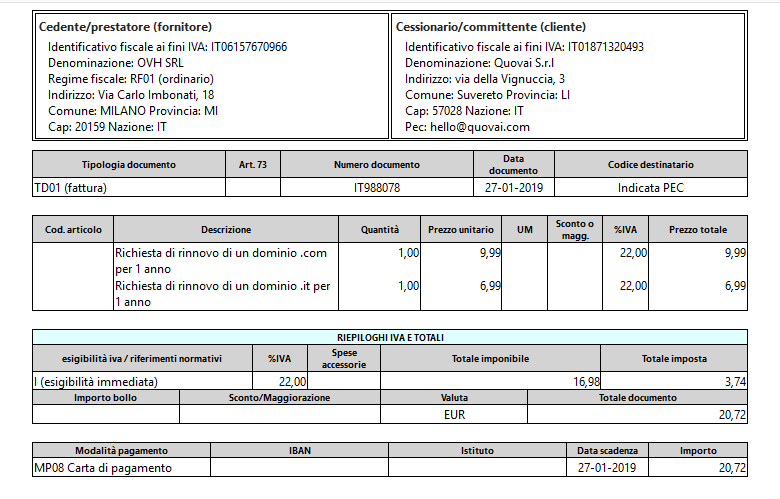 Cedente/prestatore (fornitore)
Identificativo fiscale ai fini IVA: IT06157670966
Denominazione: OVH SRL
Regime fiscale: RF01 (ordinario)
Indirizzo: Via Carlo Imbonati, 18
Comune: MILANO Provincia: MI
Cap: 20159 Nazione: IT
Cessionario/committente (cliente)
Identificativo fiscale ai fini IVA: IT01871320493
Denominazione: Quovai S.r.l
Indirizzo: via della Vignuccia, 3
Comune: Suvereto Provincia: LI
Cap: 57028 Nazione: IT
Pec: hello@quovai.com
Tipologia documento Art. 73 Numero documento Data documento Codice destinatario
TD01 (fattura) IT988078 27-01-2019 Indicata PEC
Cod. articolo Descrizione Quantità Prezzo unitario UM Sconto o magg. %IVA Prezzo totale
Richiesta di rinnovo di un dominio .com 1,00 9,99 22,00 9,99
per 1 anno
Richiesta di rinnovo di un dominio .it per 1,00 6,99 22,00 6,99
1 anno
RIEPILOGHI IVA E TOTALI
esigibilità iva / riferimenti normativi %IVA Spese accessorie Totale imponibile Totale imposta
I (esigibilità immediata) 22,00 16,98 3,74
Importo bollo Sconto/Maggiorazione Valuta Totale documento
EUR 20,72
Modalità pagamento IBAN Istituto Data scadenza Importo
MP08 Carta di pagamento 27-01-2019 20,72